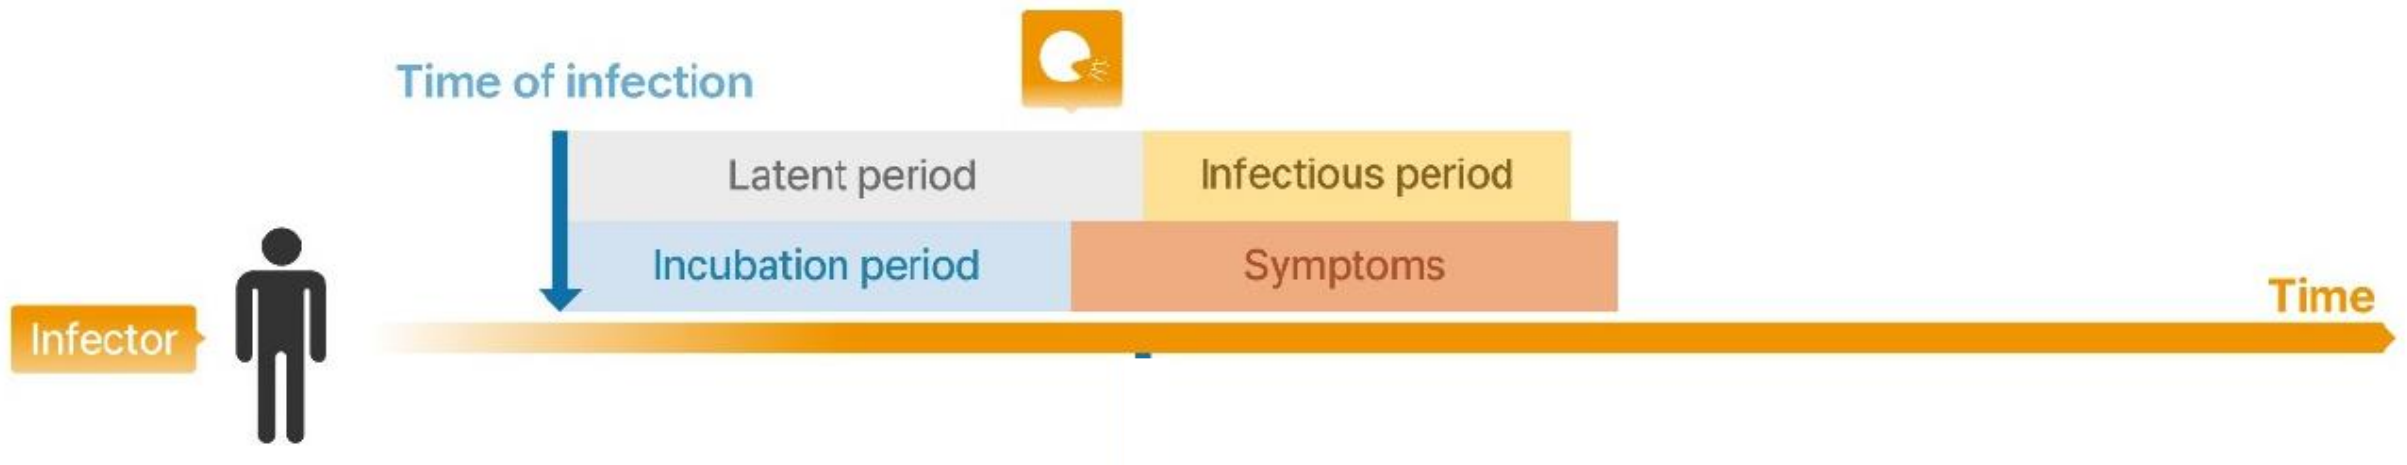 Time of infection
Latent period
Infectious period
Incubation period
Symptoms
Time
Infector